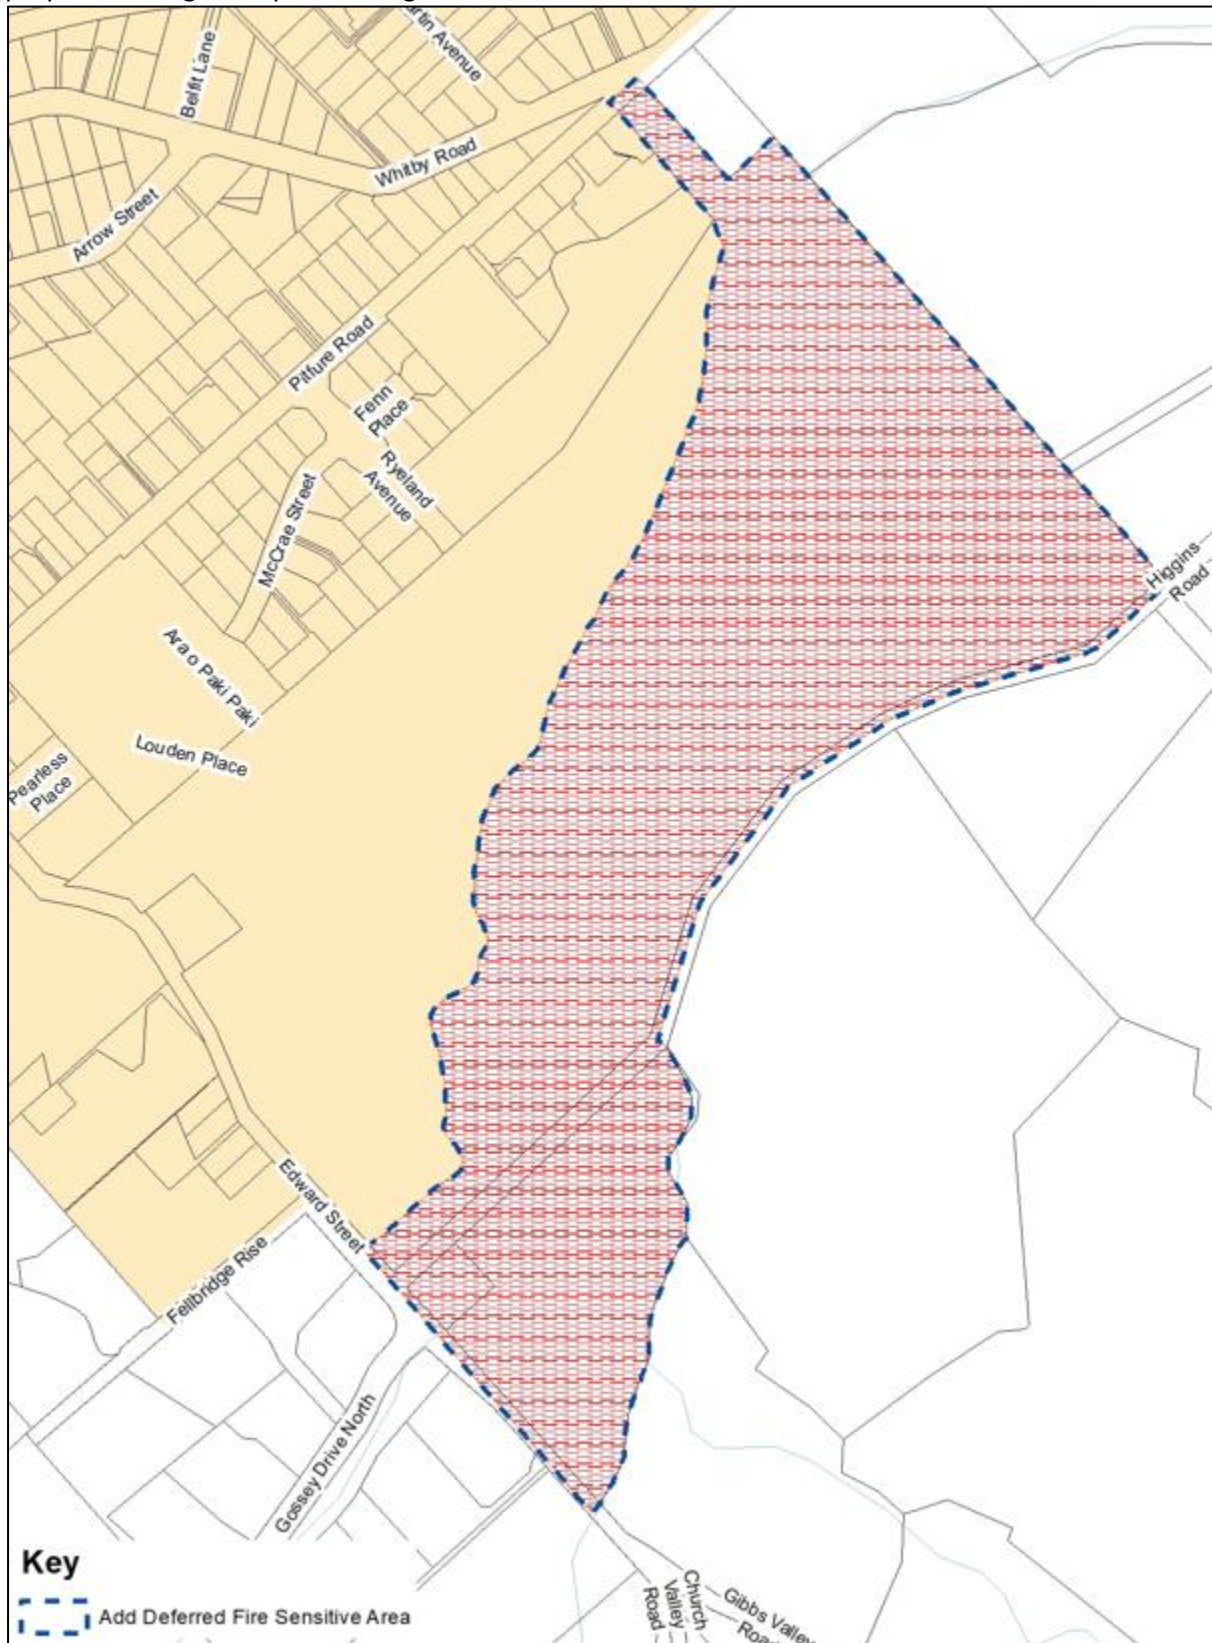 Belfit Lane
Avenue
Whitby Road
Arrow Street
Pitfure Road
Fenn
Place
Ryeland
Avenue
McCrae Street
Higgins
Road
Ara o Paki Paki
Louden Place
Pearless
Place
Edward Street
Fellbridge Rise
Gossey Drive North
Key
Add Deferred Fire Sensitive Area
Church
Valley
Road
Gibbs Valley